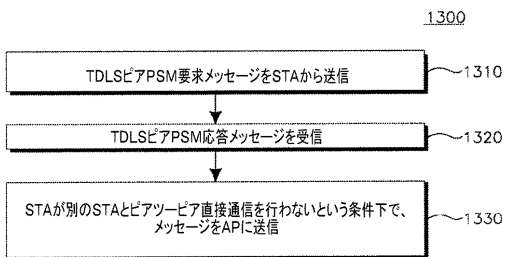 1300
TDLSピアPSM要求メッセージをSTAから送信
1310
TDLSピアPSM応答メッセージを受信
1320
STAが別のSTAとピアツーピア直接通信を行わないという条件下で、
メッセージをAPに送信
1330